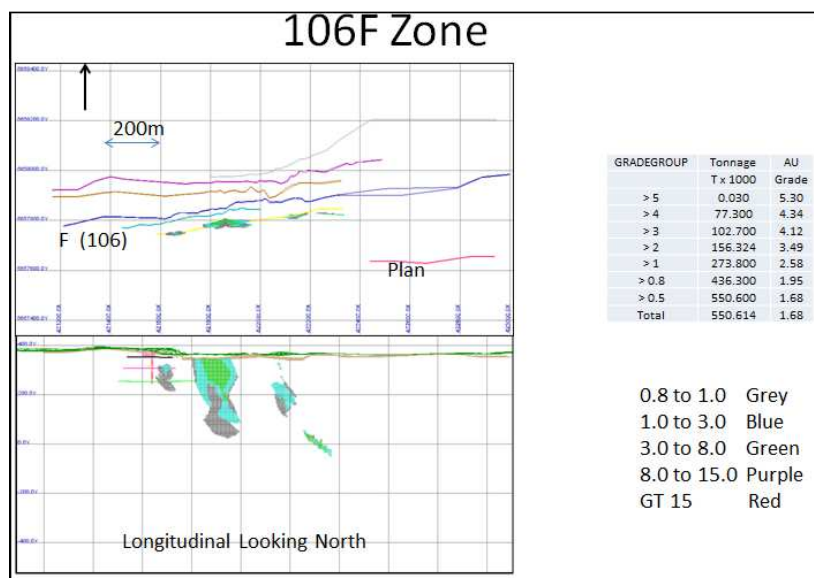 106F Zone
200m
F (106)
Plan
Longitudinal Looking North
GRADEGROUP Tonnage AU
T x 1000 Grade
> 5 0.030 5.30
> 4 77.300 4.34
> 3 102.700 4.12
> 2 156.324 3.49
> 1 273.800 2.58
> 0.8 436.300 1.95
> 0.5 550.600 1.68
Total 550.614 1.68
0.8 to 1.0 Grey
1.0 to 3.0 Blue
3.0 to 8.0 Green
8.0 to 15.0 Purple
GT 15 Red